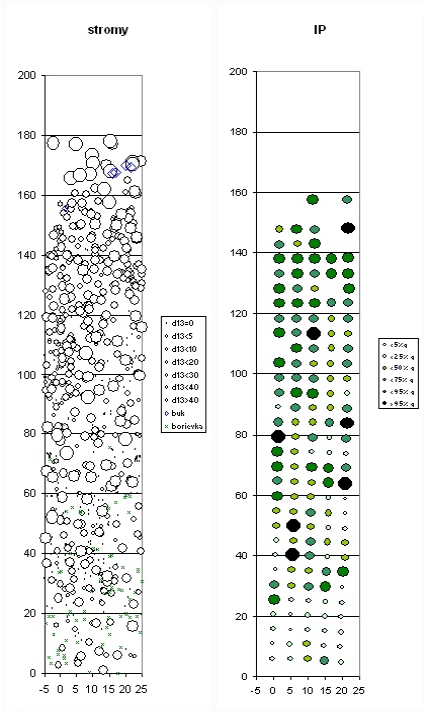 stromy
IP
200
180
160
140
120
100
80
60
40
20
0
-5 0 5 10 15 20 25
d13=0
d13<5
d13<10
d13<20
d13<30
d13<40
d13>40
buk
borievka
200
180
160
140
120
100
80
60
40
20
0
-5 0 5 10 15 20 25
<5% q
<25% q
<50% q
<75% q
<95% q
>95% q